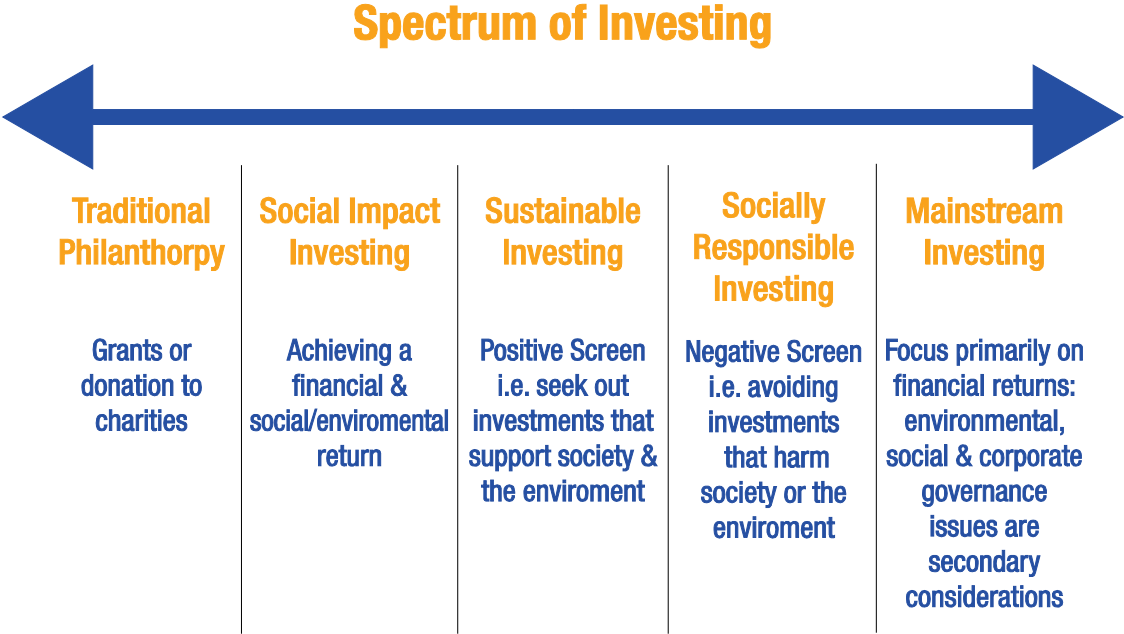 Spectrum of Investing
Traditional
Philanthorpy
Grants or
donation to
charities
Social Impact
Investing
Achieving a
financial &
social/enviromental
return
Sustainable
Investing
Positive Screen
i.e. seek out
investments that
support society &
the enviroment
Socially
Responsible
Investing
Negative Screen
i.e. avoiding
investments
that harm
society or the
enviroment
Mainstream
Investing
Focus primarily on
financial returns:
environmental,
social & corporate
governance
issues are
secondary
considerations